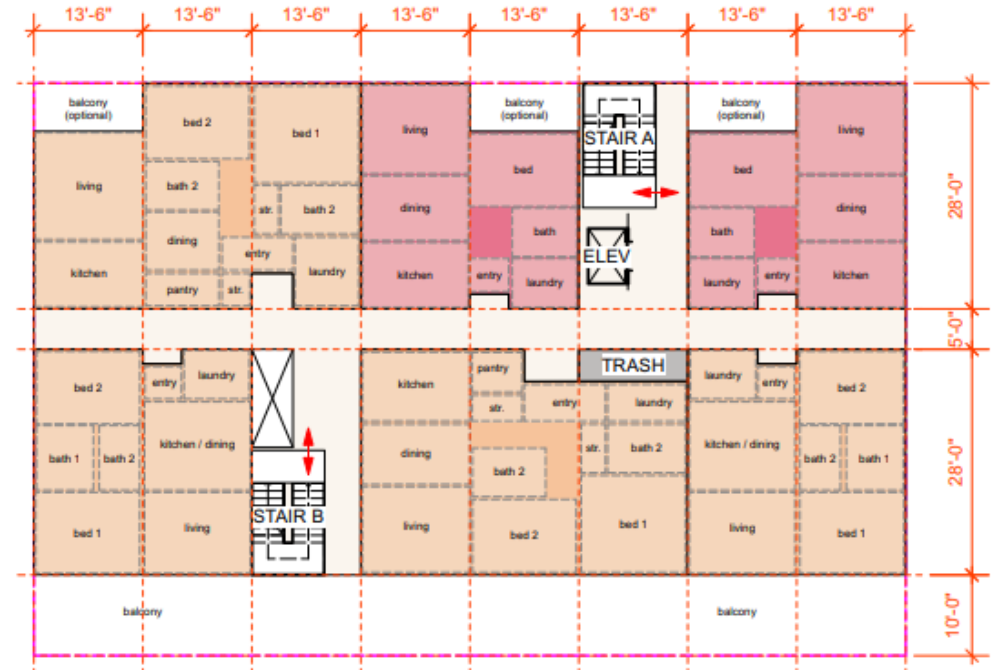 13'-6" 13'-6" 13'-6" 13'-6" 13'-6" 13'-6" 13'-6" 13'-6"
balcony
(optional)
bed 2
bed 1
living
balcony
(optional)
STAIR A
balcony
(optional)
living
living
bath 2
str.
bath 2
dining
bed
bed
dining
28'-0"
dining
entry
bath
ELEV
bath
kitchen
pantry
str.
laundry
kitchen
entry
laundry
laundry
entry
kitchen
5'-0"
bed 2
entry
laundry
kitchen
pantry
TRASH
laundry
entry
bed 2
str.
entry
laundry
bath 1
bath 2
kitchen / dining
dining
bath 2
str.
bath 2
kitchen / dining
bath 2
bath 1
28'-0"
bed 1
living
STAIR B
living
bed 2
bed 1
living
bed 1
balcony
balcony
10'-0"